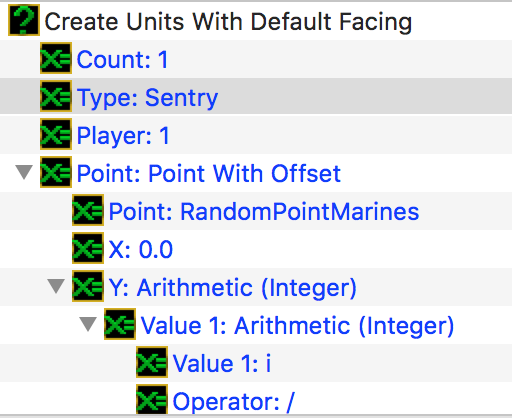 Create Units With Default Facing
Count: 1
Type: Sentry
Player: 1
Point: Point With Offset
Point: RandomPointMarines
X: 0.0
Y: Arithmetic (Integer)
Value 1: Arithmetic (Integer)
Value 1: i
Operator: /